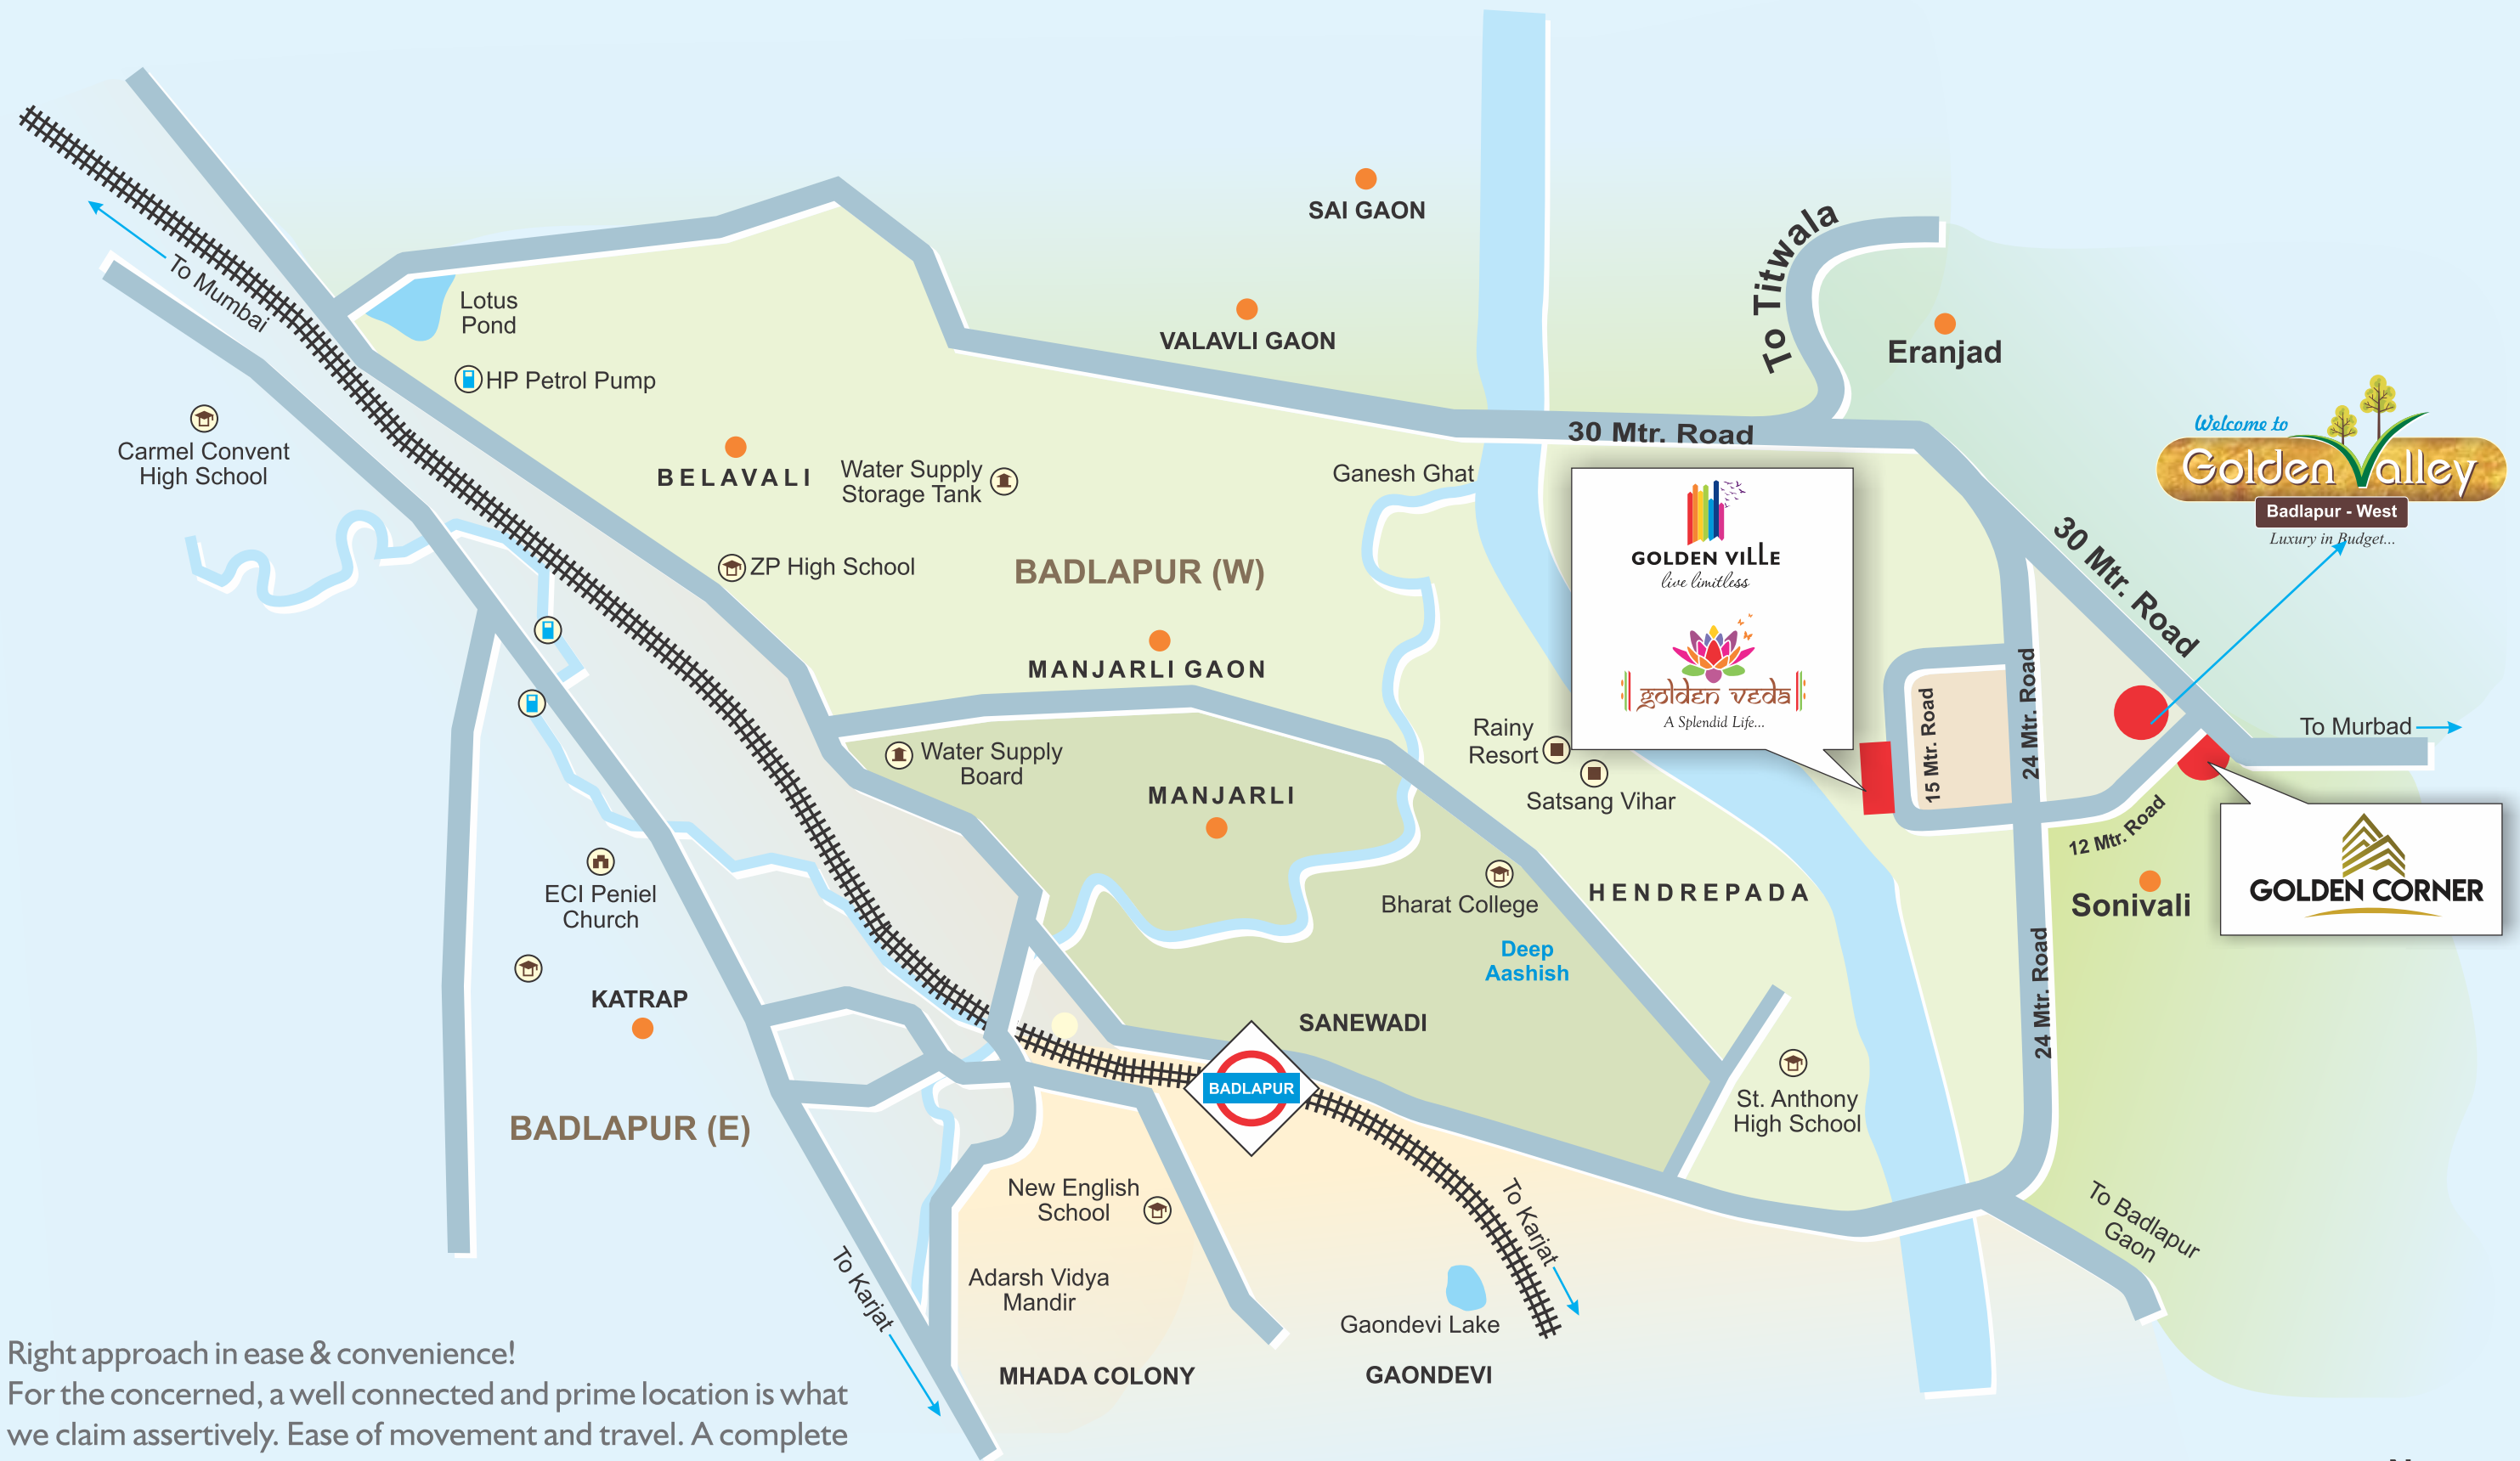 SAI GAON
To Titwala
To Mumbai
Lotus
Pond
VALAVLI GAON
Eranjad
HP Petrol Pump
Carmel Convent
High School
BELAVALI
Water Supply
Storage Tank
30 Mtr. Road
Ganesh Ghat
Welcome to
Golden Valley
Badlapur - West
Luxury in Budget...
GOLDEN VILLE
live limitless
golden veda
A Splendid Life...
ZP High School
BADLAPUR (W)
30 Mtr. Road
MANJARLI GAON
24 Mtr. Road
15 Mtr. Road
To Murbad
Rainy
Resort
Water Supply
Board
MANJARLI
Satsang Vihar
12 Mtr. Road
GOLDEN CORNER
ECI Peniel
Church
Bharat College
HENDREPADA
Sonivali
Deep
Aashish
24 Mtr. Road
KATRAP
SANEWADI
BADLAPUR
BADLAPUR (E)
St. Anthony
High School
New English
School
To Karjat
To Badlapur
Gaon
To Karjat
Adarsh Vidya
Mandir
Gaondevi Lake
MHADA COLONY
GAONDEVI
Right approach in ease & convenience!
For the concerned, a well connected and prime location is what
we claim assertively. Ease of movement and travel. A complete